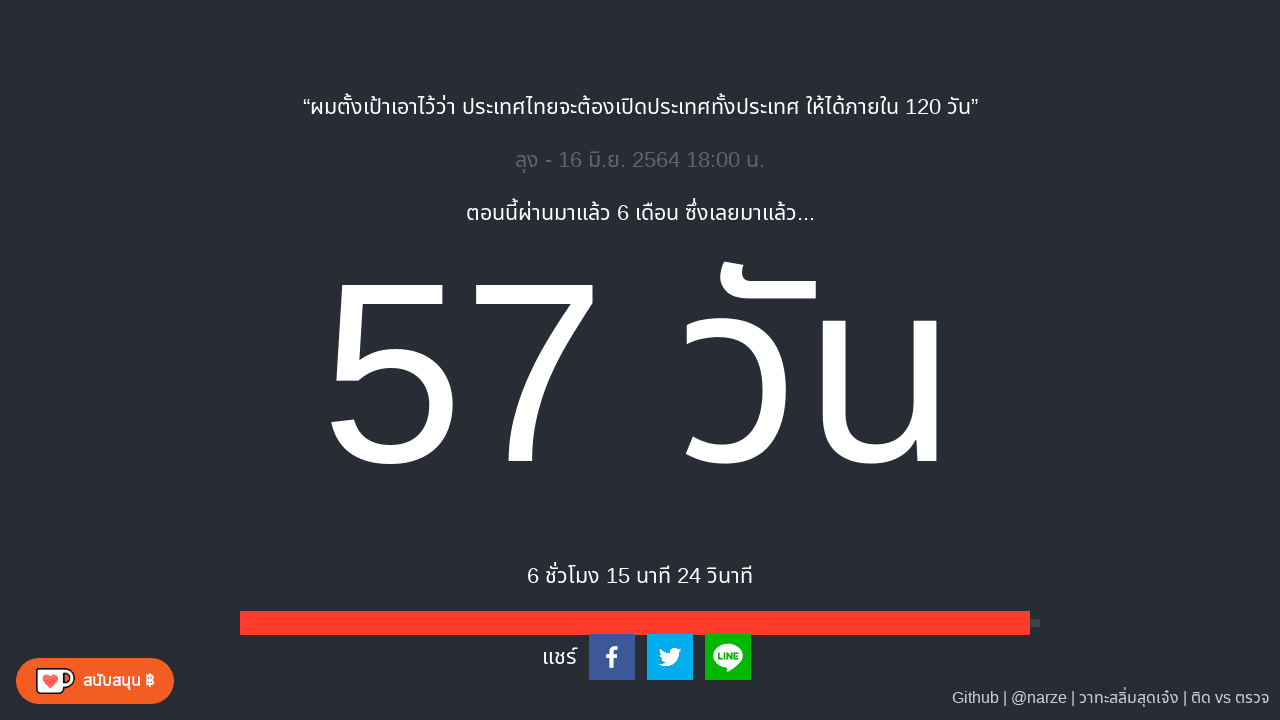 “ผมตั้งเป้าเอาไว้ว่า ประเทศไทยจะต้องเปิดประเทศทั้งประเทศ ให้ได้ภายใน 120 วัน”
ลุง - 16 มิ.ย. 2564 18:00 น.
ตอนนี้ผ่านมาแล้ว 6 เดือน ซึ่งเลยมาแล้ว...
57 วัน
6 ชั่วโมง 15 นาที 24 วินาที
แชร์
LINE
สนับสนุน ฿
Github | @narze | วาทะสลิ่มสุดเจ๋ง | ติด vs ตรวจ